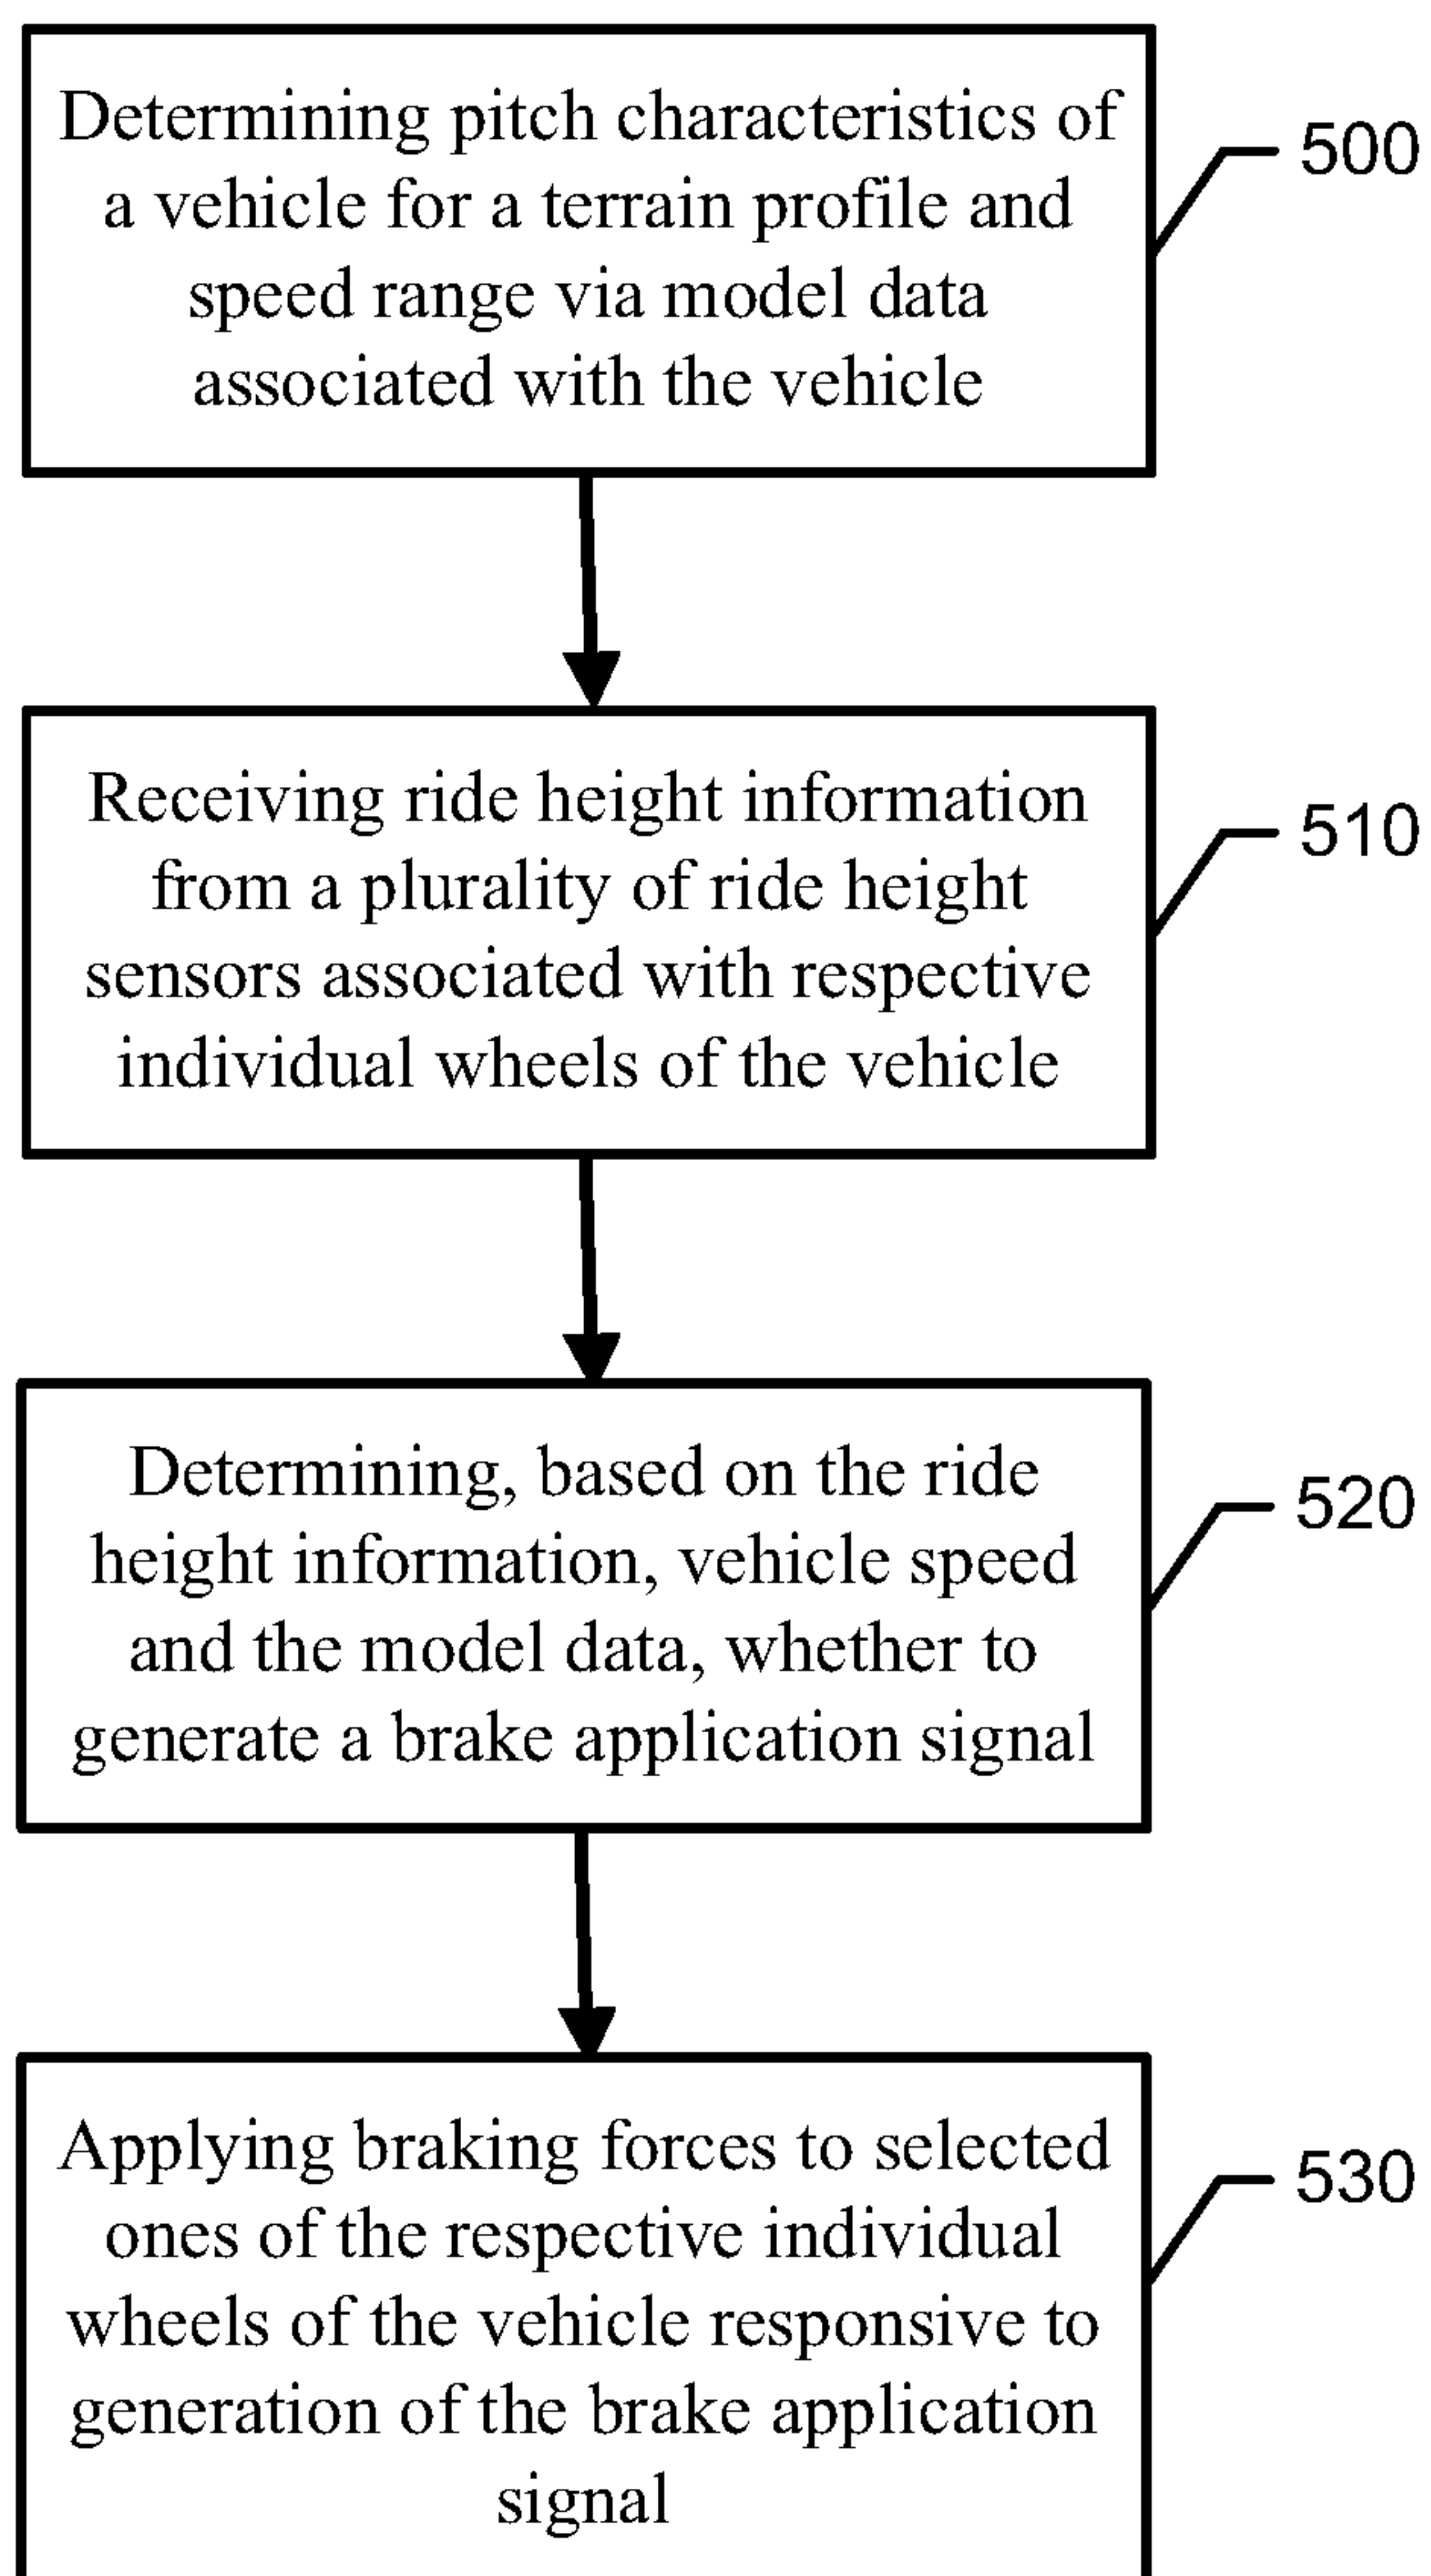 Determining pitch characteristics of
a vehicle for a terrain profile and
speed range via model data
associated with the vehicle
500
Receiving ride height information
from a plurality of ride height
sensors associated with respective
individual wheels of the vehicle
510
Determining, based on the ride
height information, vehicle speed
and the model data, whether to
generate a brake application signal
520
Applying braking forces to selected
ones of the respective individual
wheels of the vehicle responsive to
generation of the brake application
signal
530